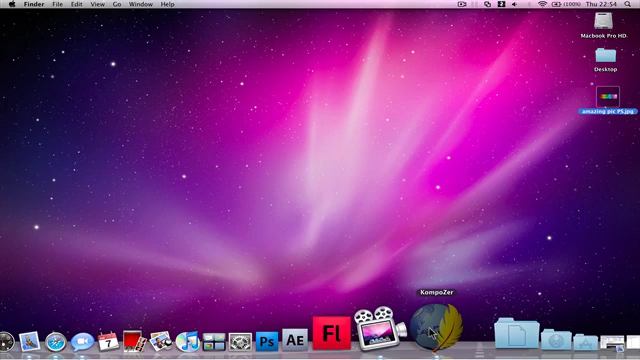 Finder File Edit View Go Window Help
2 (100%) Thu 22:54
Macbook Pro HD
Desktop
amazing pic PS.jpg
KompoZer
7
Ps
AE
Fl